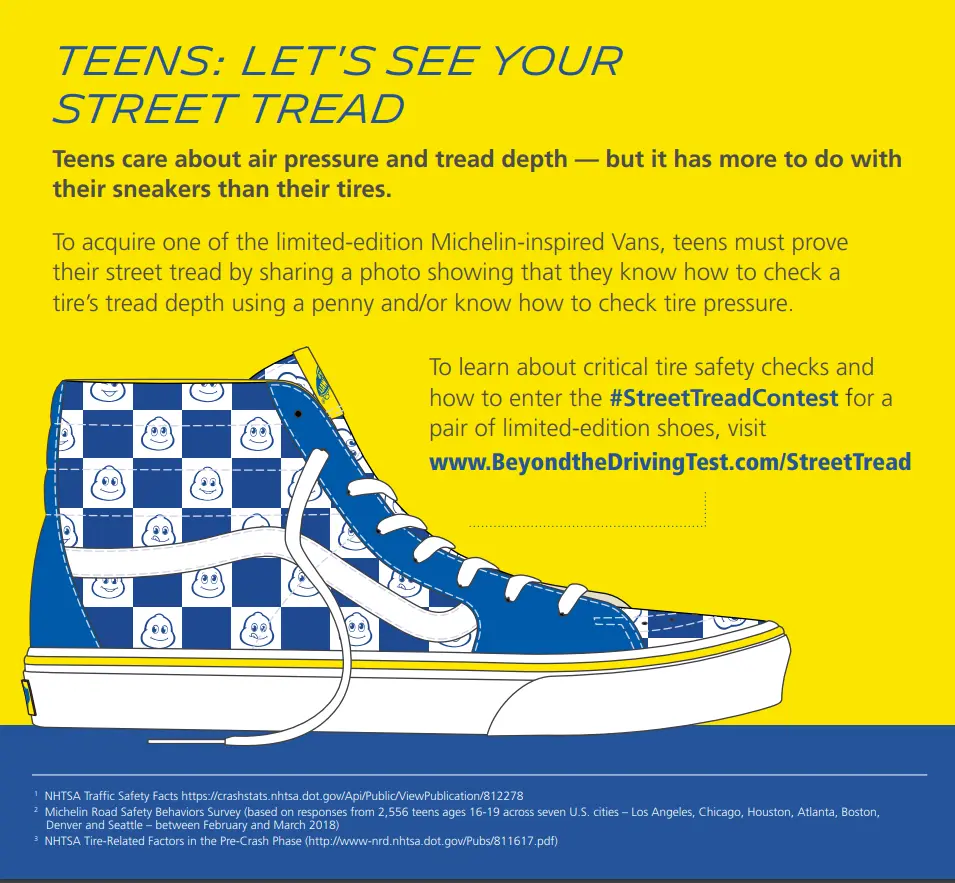 TEENS: LET'S SEE YOUR
STREET TREAD
Teens care about air pressure and tread depth — but it has more to do with
their sneakers than their tires.
To acquire one of the limited-edition Michelin-inspired Vans, teens must prove
their street tread by sharing a photo showing that they know how to check a
tire’s tread depth using a penny and/or know how to check tire pressure.
To learn about critical tire safety checks and
how to enter the #StreetTreadContest for a
pair of limited-edition shoes, visit
www.BeyondtheDrivingTest.com/StreetTread
1 NHTSA Traffic Safety Facts https://crashstats.nhtsa.dot.gov/Api/Public/ViewPublication/812278
2 Michelin Road Safety Behaviors Survey (based on responses from 2,556 teens ages 16-19 across seven U.S. cities – Los Angeles, Chicago, Houston, Atlanta, Boston,
Denver and Seattle – between February and March 2018)
3 NHTSA Tire-Related Factors in the Pre-Crash Phase (http://www-nrd.nhtsa.dot.gov/Pubs/811617.pdf)